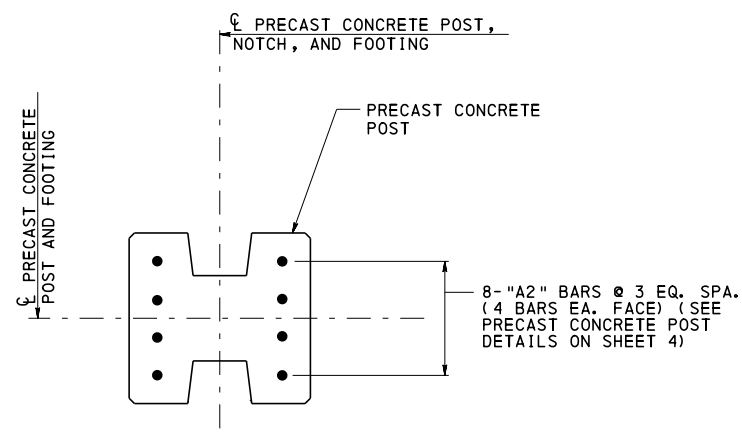 ℄ PRECAST CONCRETE POST,
NOTCH, AND FOOTING
PRECAST CONCRETE
POST
℄ PRECAST CONCRETE
POST AND FOOTING
8-"A2" BARS @ 3 EQ. SPA.
(4 BARS EA. FACE) (SEE
PRECAST CONCRETE POST
DETAILS ON SHEET 4)